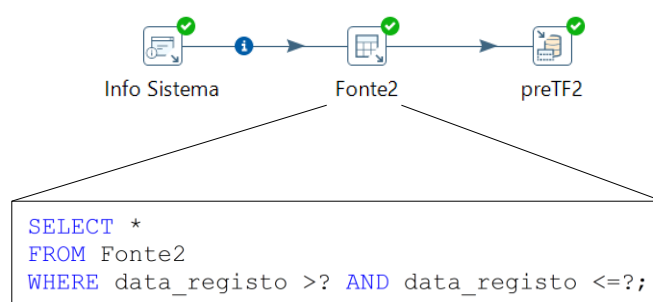 Info Sistema
Fonte2
preTF2
SELECT *
FROM Fonte2
WHERE data_registo >? AND data_registo <=?;